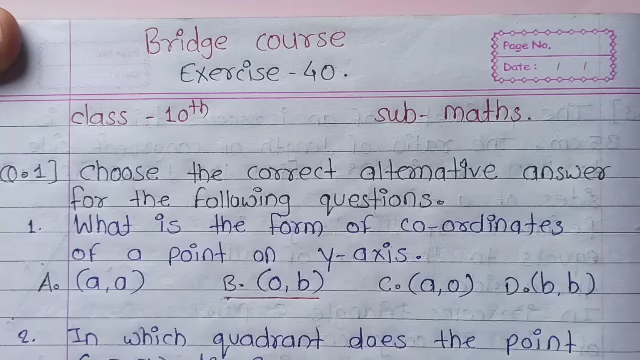 Bridge course
Page No.
Exercise - 40.
Date: / /
class - 10th sub- maths.
Q.1] Choose the correct alternative answer
for the following questions.
1. What is the form of co-ordinates
of a point on y-axis.
A. (a,a) B. (0,b) C. (a,0) D. (b,b)
2. In which quadrant does the point